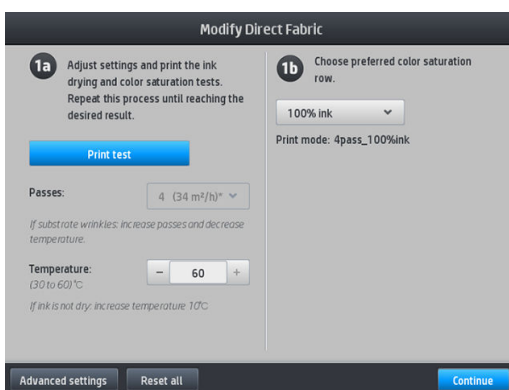 Modify Direct Fabric
1a
Adjust settings and print the ink
drying and color saturation tests.
Repeat this process until reaching the
desired result.
Print test
Passes:
4 (34 m²/h)*
If substrate wrinkles: increase passes and decrease
temperature.
Temperature:
(30 to 60)°C
− 60 +
If ink is not dry: increase temperature 10°C
1b
Choose preferred color saturation
row.
100% ink
Print mode: 4pass_100%ink
Advanced settings
Reset all
Continue